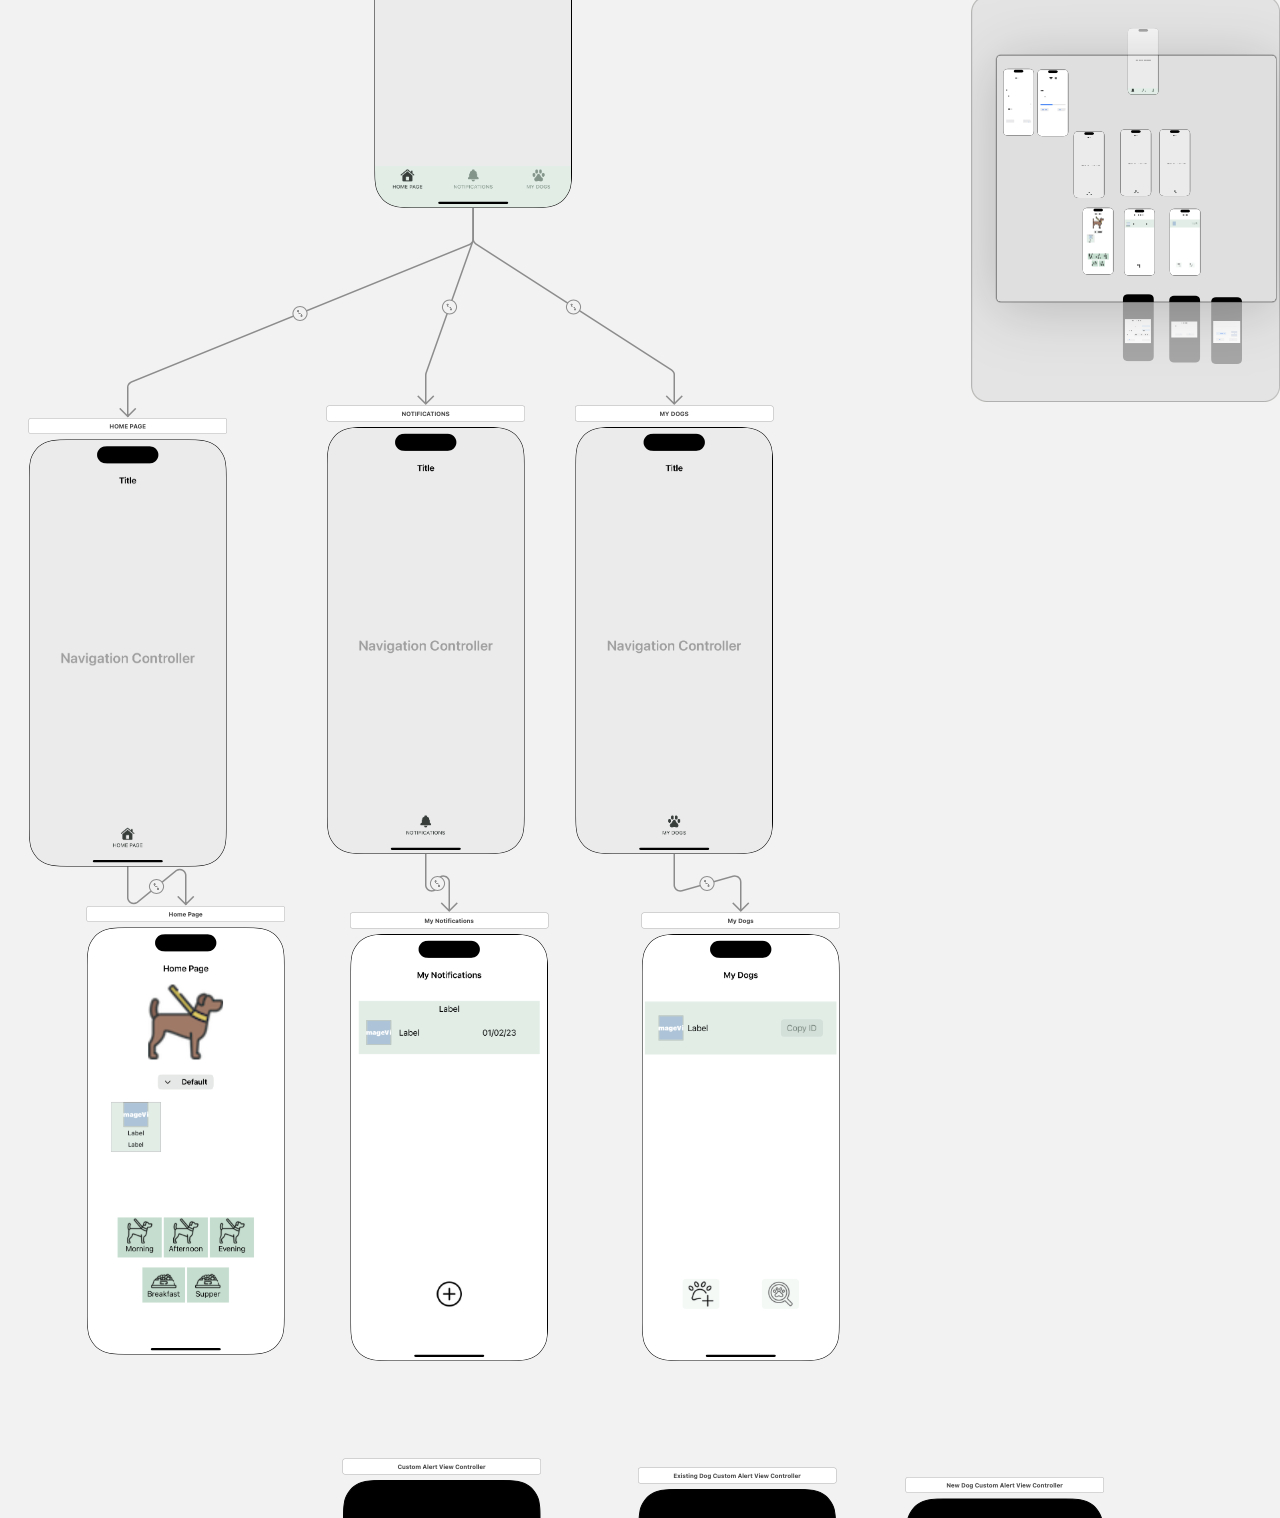 HOME PAGE
NOTIFICATIONS
MY DOGS
HOME PAGE
NOTIFICATIONS
MY DOGS
Title
Title
Title
Navigation Controller
Navigation Controller
Navigation Controller
HOME PAGE
NOTIFICATIONS
MY DOGS
Home Page
My Notifications
My Dogs
Home Page
Default
mageVi
Label
Label
Morning
Afternoon
Evening
Breakfast
Supper
My Notifications
Label
mageVi
Label
01/02/23
My Dogs
mageVi
Label
Copy ID
Custom Alert View Controller
Existing Dog Custom Alert View Controller
New Dog Custom Alert View Controller